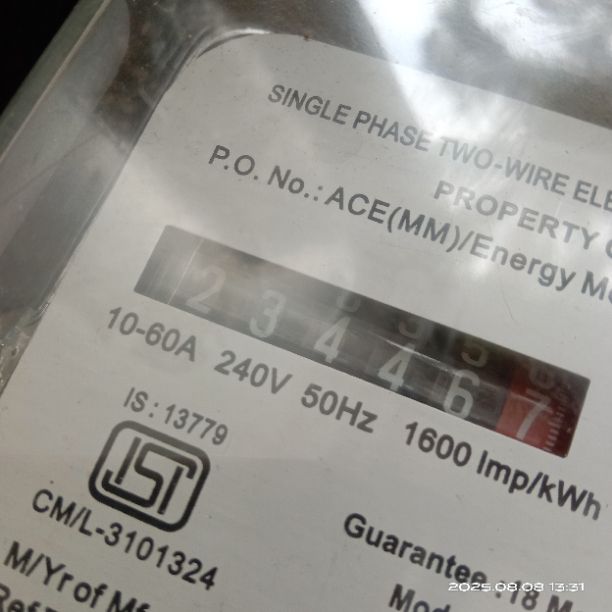 SINGLE PHASE TWO-WIRE
PROPERTY
P.O. No.: ACE(MM)/Energy
2 3 4 4 6 7
10-60A 240V 50Hz 1600 Imp/kWh
IS : 13779
ISI
CM/L-3101324
Guarantee :18
M/Yr of
2025.08.08 13:31